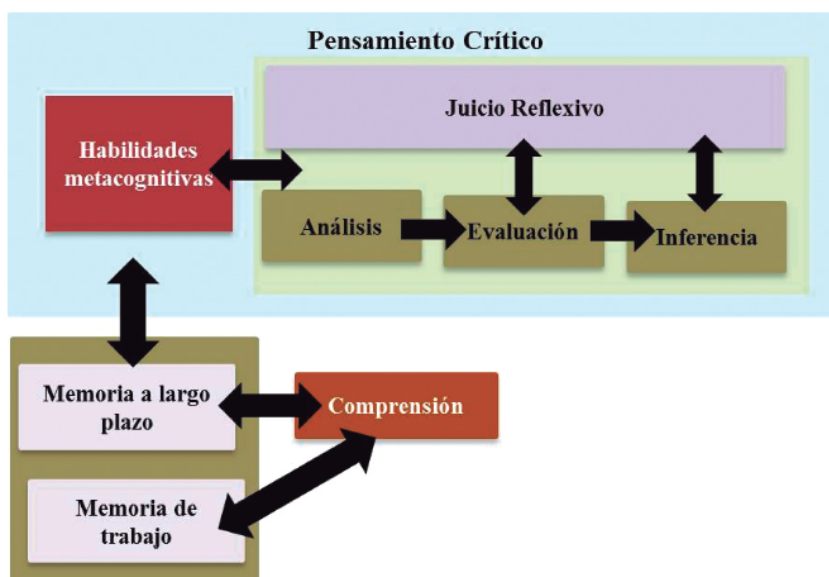 Pensamiento Crítico
Juicio Reflexivo
Habilidades
metacognitivas
Análisis
Evaluación
Inferencia
Memoria a largo
plazo
Comprensión
Memoria de
trabajo